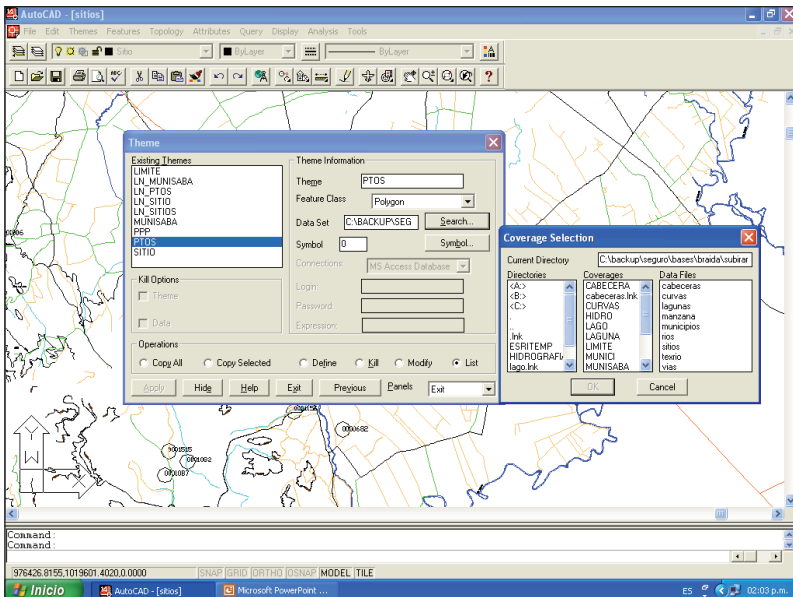 AutoCAD - [sitios]
File Edit Themes Features Topology Attributes Query Display Analysis Tools
Sitio ByLayer ByLayer
Theme
Existing Themes
LIMITE
LN_MUNISABA
LN_PTOS
LN_SITIO
LN_SITIOS
MUNISABA
PPP
PTOS
SITIO
Kill Options
Theme
Data
Theme Information
Theme PTOS
Feature Class Polygon
Data Set C:\BACKUP\SEG Search...
Symbol 0 Symbol...
Connections: MS Access Database
Login:
Password:
Expression:
Operations
Copy All Copy Selected Define Kill Modify List
Apply Hide Help Exit Previous Panels Exit
Coverage Selection
Current Directory C:\backup\seguro\bases\braida\subirar
Directories
<A:>
<B:>
<C:>
.
..
.lnk
ESRITEMP
HIDROGRAFI
lago.lnk
Coverages
CABECERA
cabeceras.lnk
CURVAS
HIDRO
LAGO
LAGUNA
LIMITE
MUNICI
MUNISABA
Data Files
cabeceras
curvas
lagunas
manzana
municipios
rios
sitios
texrio
vias
OK Cancel
0000682
0001082
0001087
W
X
Command:
Command:
976426.8155,1019601.4020,0.0000 SNAP GRID ORTHO OSNAP MODEL TILE
Inicio AutoCAD - [sitios] Microsoft PowerPoint ... ES 02:03 p.m.